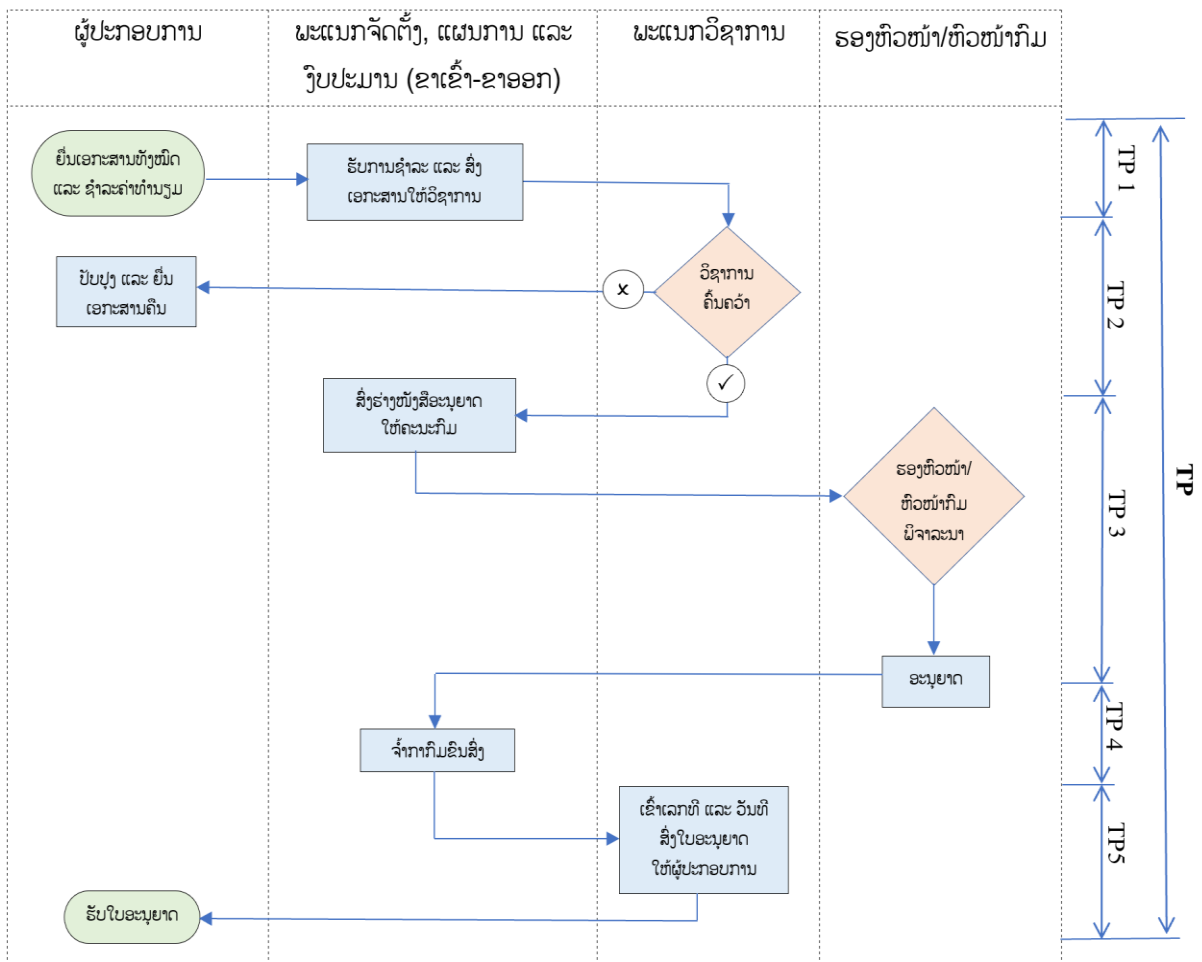 ຜູ້ປະກອບການ
ພະແນກຈັດຕັ້ງ, ແຜນການ ແລະ
ງົບປະມານ (ຂາເຂົ້າ-ຂາອອກ)
ພະແນກວິຊາການ
ຮອງຫົວໜ້າ/ຫົວໜ້າກົມ
ຍື່ນເອກະສານທັງໝົດ
ແລະ ຊຳລະຄ່າທຳນຽມ
ຮັບການຊຳລະ ແລະ ສົ່ງ
ເອກະສານໃຫ້ວິຊາການ
TP 1
ວິຊາການ
ຄົ້ນຄວ້າ
x
ປັບປຸງ ແລະ ຍື່ນ
ເອກະສານຄືນ
TP 2
✓
ສົ່ງຮ່າງໜັງສືອະນຸຍາດ
ໃຫ້ຄະນະກົມ
ຮອງຫົວໜ້າ/
ຫົວໜ້າກົມ
ພິຈາລະນາ
TP 3
TP
ອະນຸຍາດ
ຈ້ຳກາກົມຂົນສົ່ງ
TP 4
ເຂົ້າເລກທີ ແລະ ວັນທີ
ສົ່ງໃບອະນຸຍາດ
ໃຫ້ຜູ້ປະກອບການ
TP5
ຮັບໃບອະນຸຍາດ